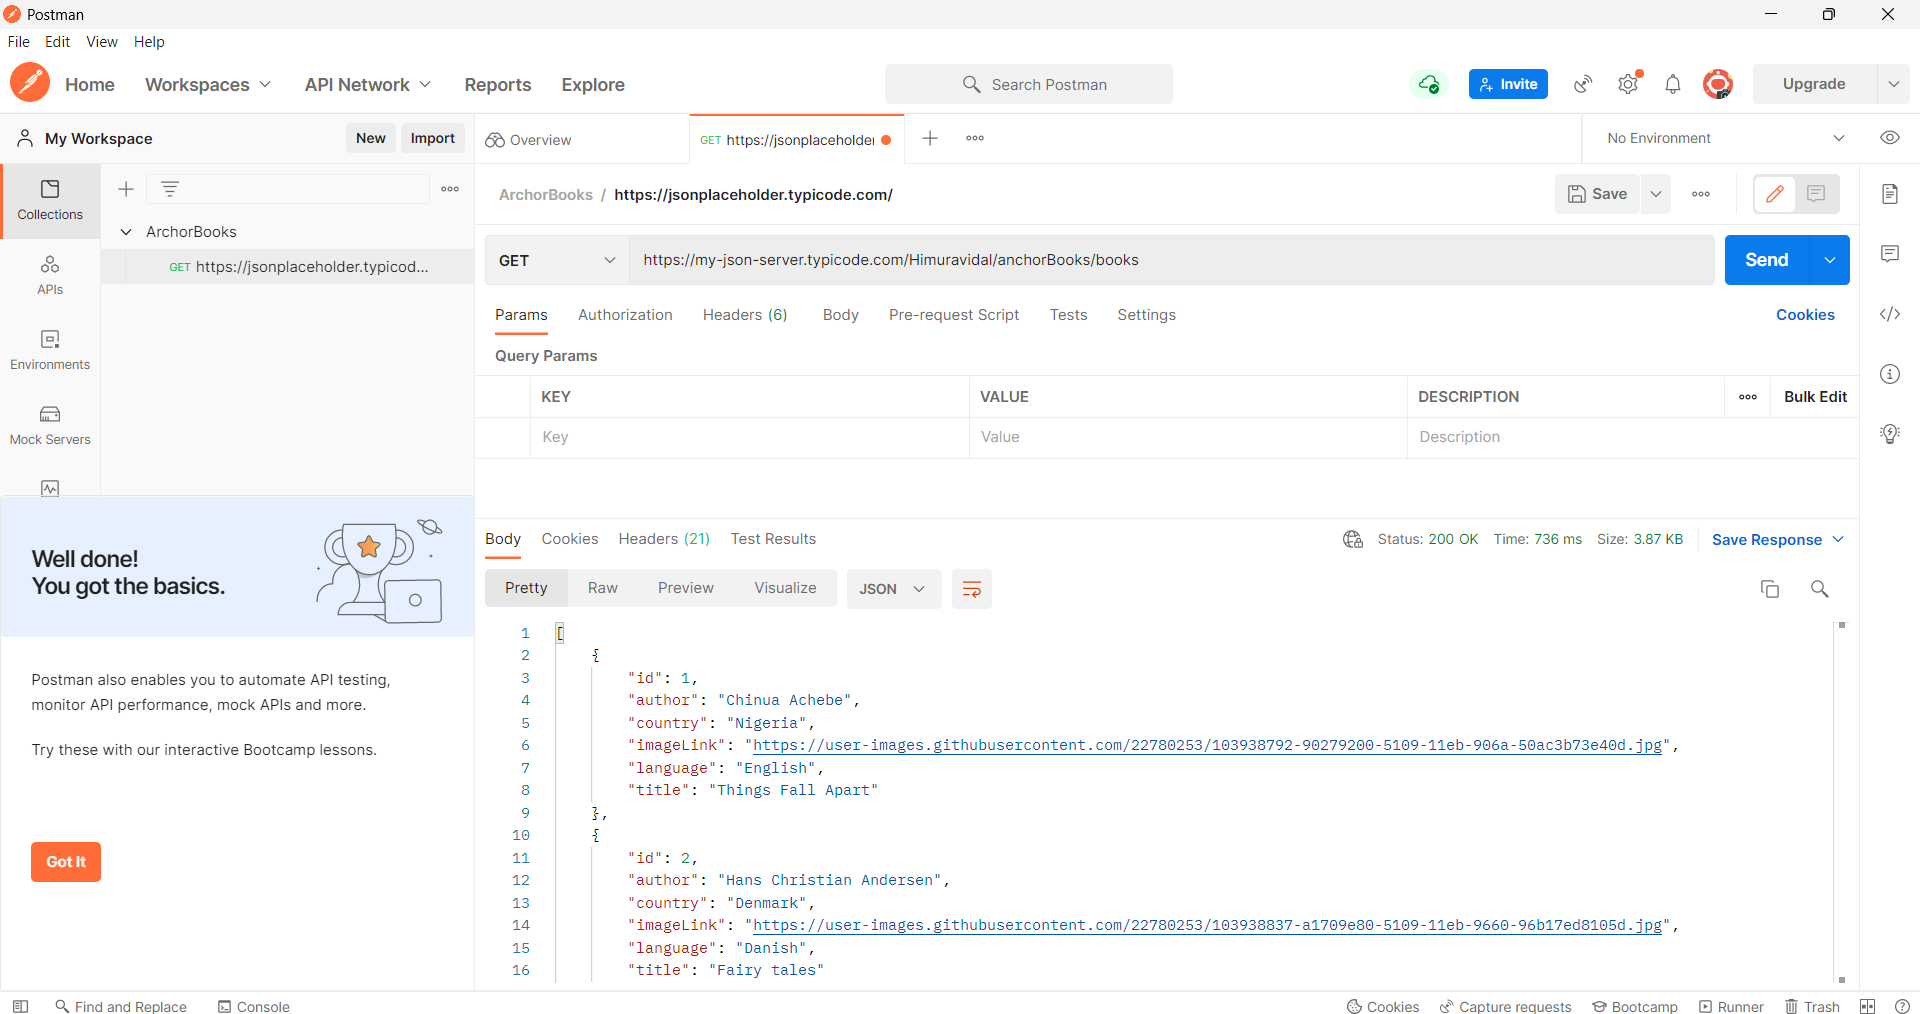 Postman
File Edit View Help
Home Workspaces API Network Reports Explore Search Postman Invite Upgrade
My Workspace New Import Overview GET https://jsonplaceholder No Environment
Collections
ArchorBooks / https://jsonplaceholder.typicode.com/ Save
ArchorBooks
GET https://jsonplaceholder.typicod...
GET https://my-json-server.typicode.com/Himuravidal/anchorBooks/books Send
APIs
Params Authorization Headers (6) Body Pre-request Script Tests Settings Cookies
Environments
Query Params
KEY VALUE DESCRIPTION Bulk Edit
Mock Servers
Key Value Description
Body Cookies Headers (21) Test Results Status: 200 OK Time: 736 ms Size: 3.87 KB Save Response
Well done!
You got the basics.
Pretty Raw Preview Visualize JSON
1 [
2 {
3 "id": 1,
4 "author": "Chinua Achebe",
5 "country": "Nigeria",
6 "imageLink": "https://user-images.githubusercontent.com/22780253/103938792-90279200-5109-11eb-906a-50ac3b73e40d.jpg",
7 "language": "English",
8 "title": "Things Fall Apart"
9 },
10 {
11 "id": 2,
12 "author": "Hans Christian Andersen",
13 "country": "Denmark",
14 "imageLink": "https://user-images.githubusercontent.com/22780253/103938837-a1709e80-5109-11eb-9660-96b17ed8105d.jpg",
15 "language": "Danish",
16 "title": "Fairy tales"
Postman also enables you to automate API testing,
monitor API performance, mock APIs and more.
Try these with our interactive Bootcamp lessons.
Got It
Find and Replace Console Cookies Capture requests Bootcamp Runner Trash